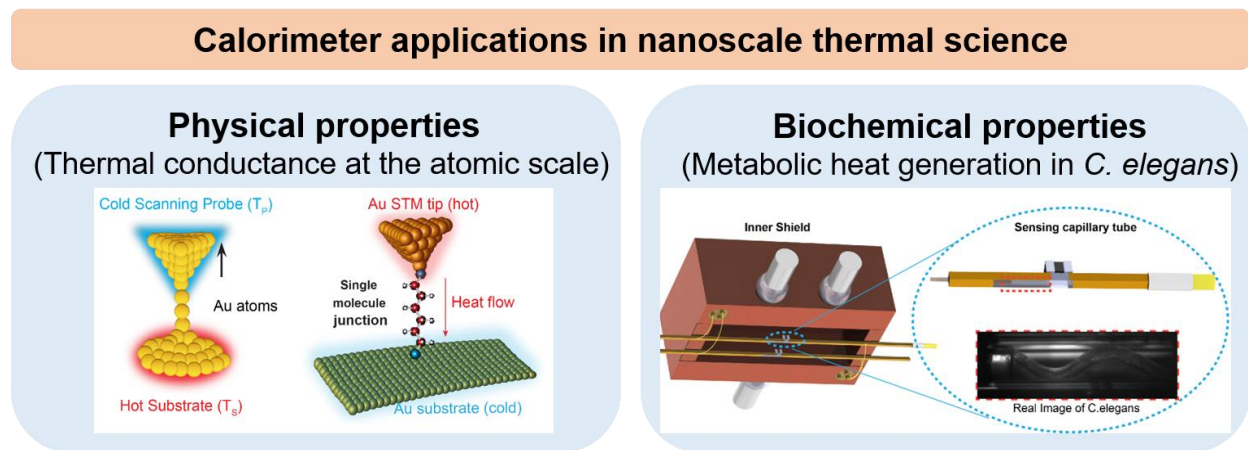 Calorimeter applications in nanoscale thermal science
Physical properties
(Thermal conductance at the atomic scale)
Cold Scanning Probe (Tₚ)
Au atoms
Hot Substrate (Tₛ)
Au STM tip (hot)
Single
molecule
junction
Heat flow
Au substrate (cold)
Biochemical properties
(Metabolic heat generation in C. elegans)
Inner Shield
Sensing capillary tube
Real Image of C.elegans